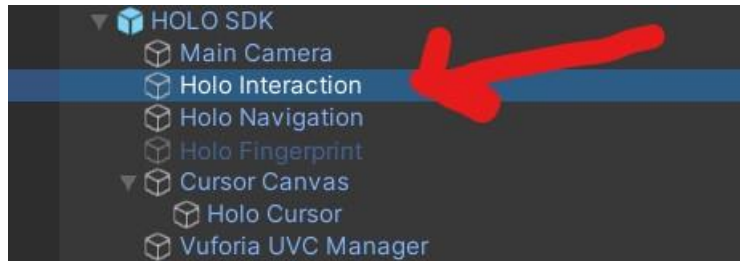 HOLO SDK
Main Camera
Holo Interaction
Holo Navigation
Holo Fingerprint
Cursor Canvas
Holo Cursor
Vuforia UVC Manager